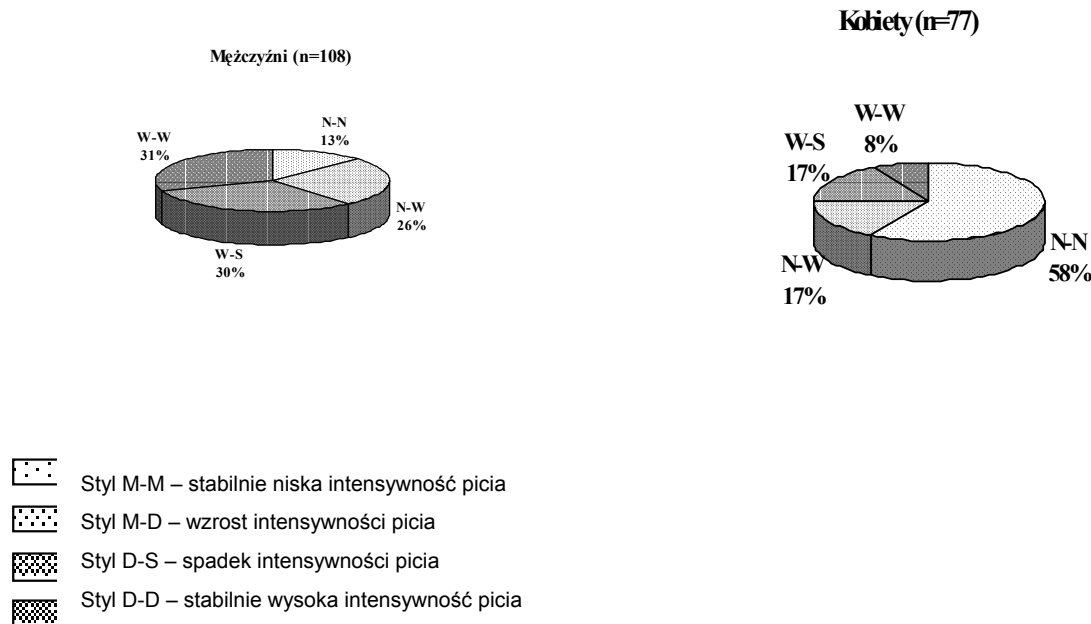 Mężczyźni (n=108)
W-W
31%
N-N
13%
N-W
26%
W-S
30%
Kobiety (n=77)
W-W
8%
W-S
17%
N-W
17%
N-N
58%
Styl M-M – stabilnie niska intensywność picia
Styl M-D – wzrost intensywności picia
Styl D-S – spadek intensywności picia
Styl D-D – stabilnie wysoka intensywność picia